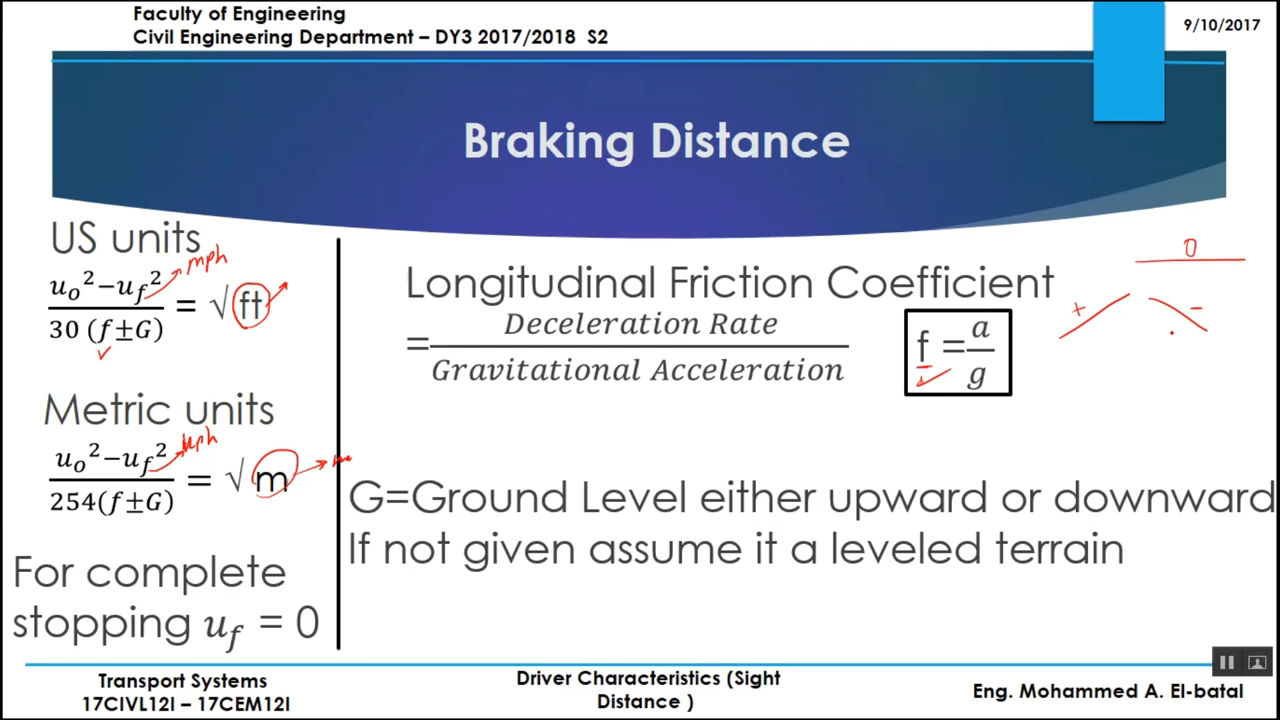 Faculty of Engineering
Civil Engineering Department – DY3 2017/2018 S2
9/10/2017
Braking Distance
US units
mph
u₀²−u_f²
30 (f±G)
= √ ft
Metric units
u₀²−u_f²
254(f±G)
= √ m
For complete
stopping u_f = 0
Longitudinal Friction Coefficient
= Deceleration Rate
Gravitational Acceleration
f = a
g
0
+
−
G=Ground Level either upward or downward
If not given assume it a leveled terrain
Transport Systems
17CIVL12I – 17CEM12I
Driver Characteristics (Sight
Distance )
Eng. Mohammed A. El-batal